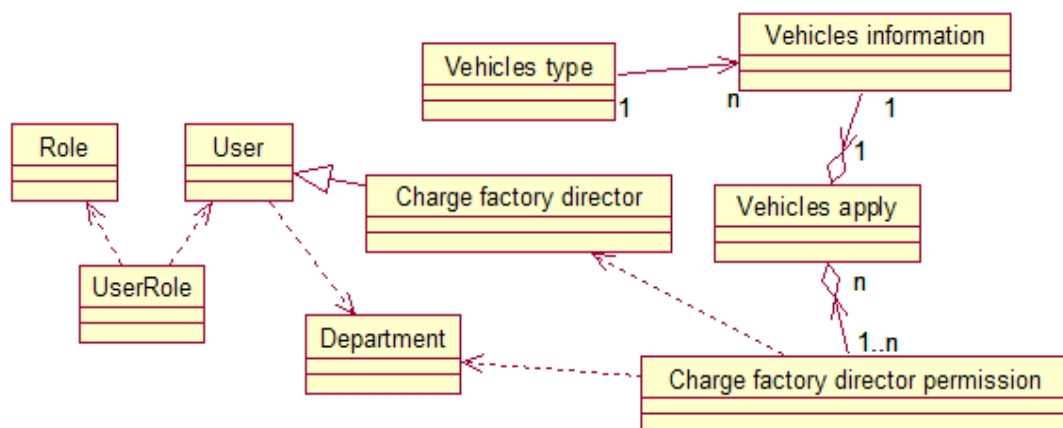 Vehicles information
Vehicles type
1
n
1
1
Role
User
Charge factory director
Vehicles apply
n
UserRole
Department
1..n
Charge factory director permission